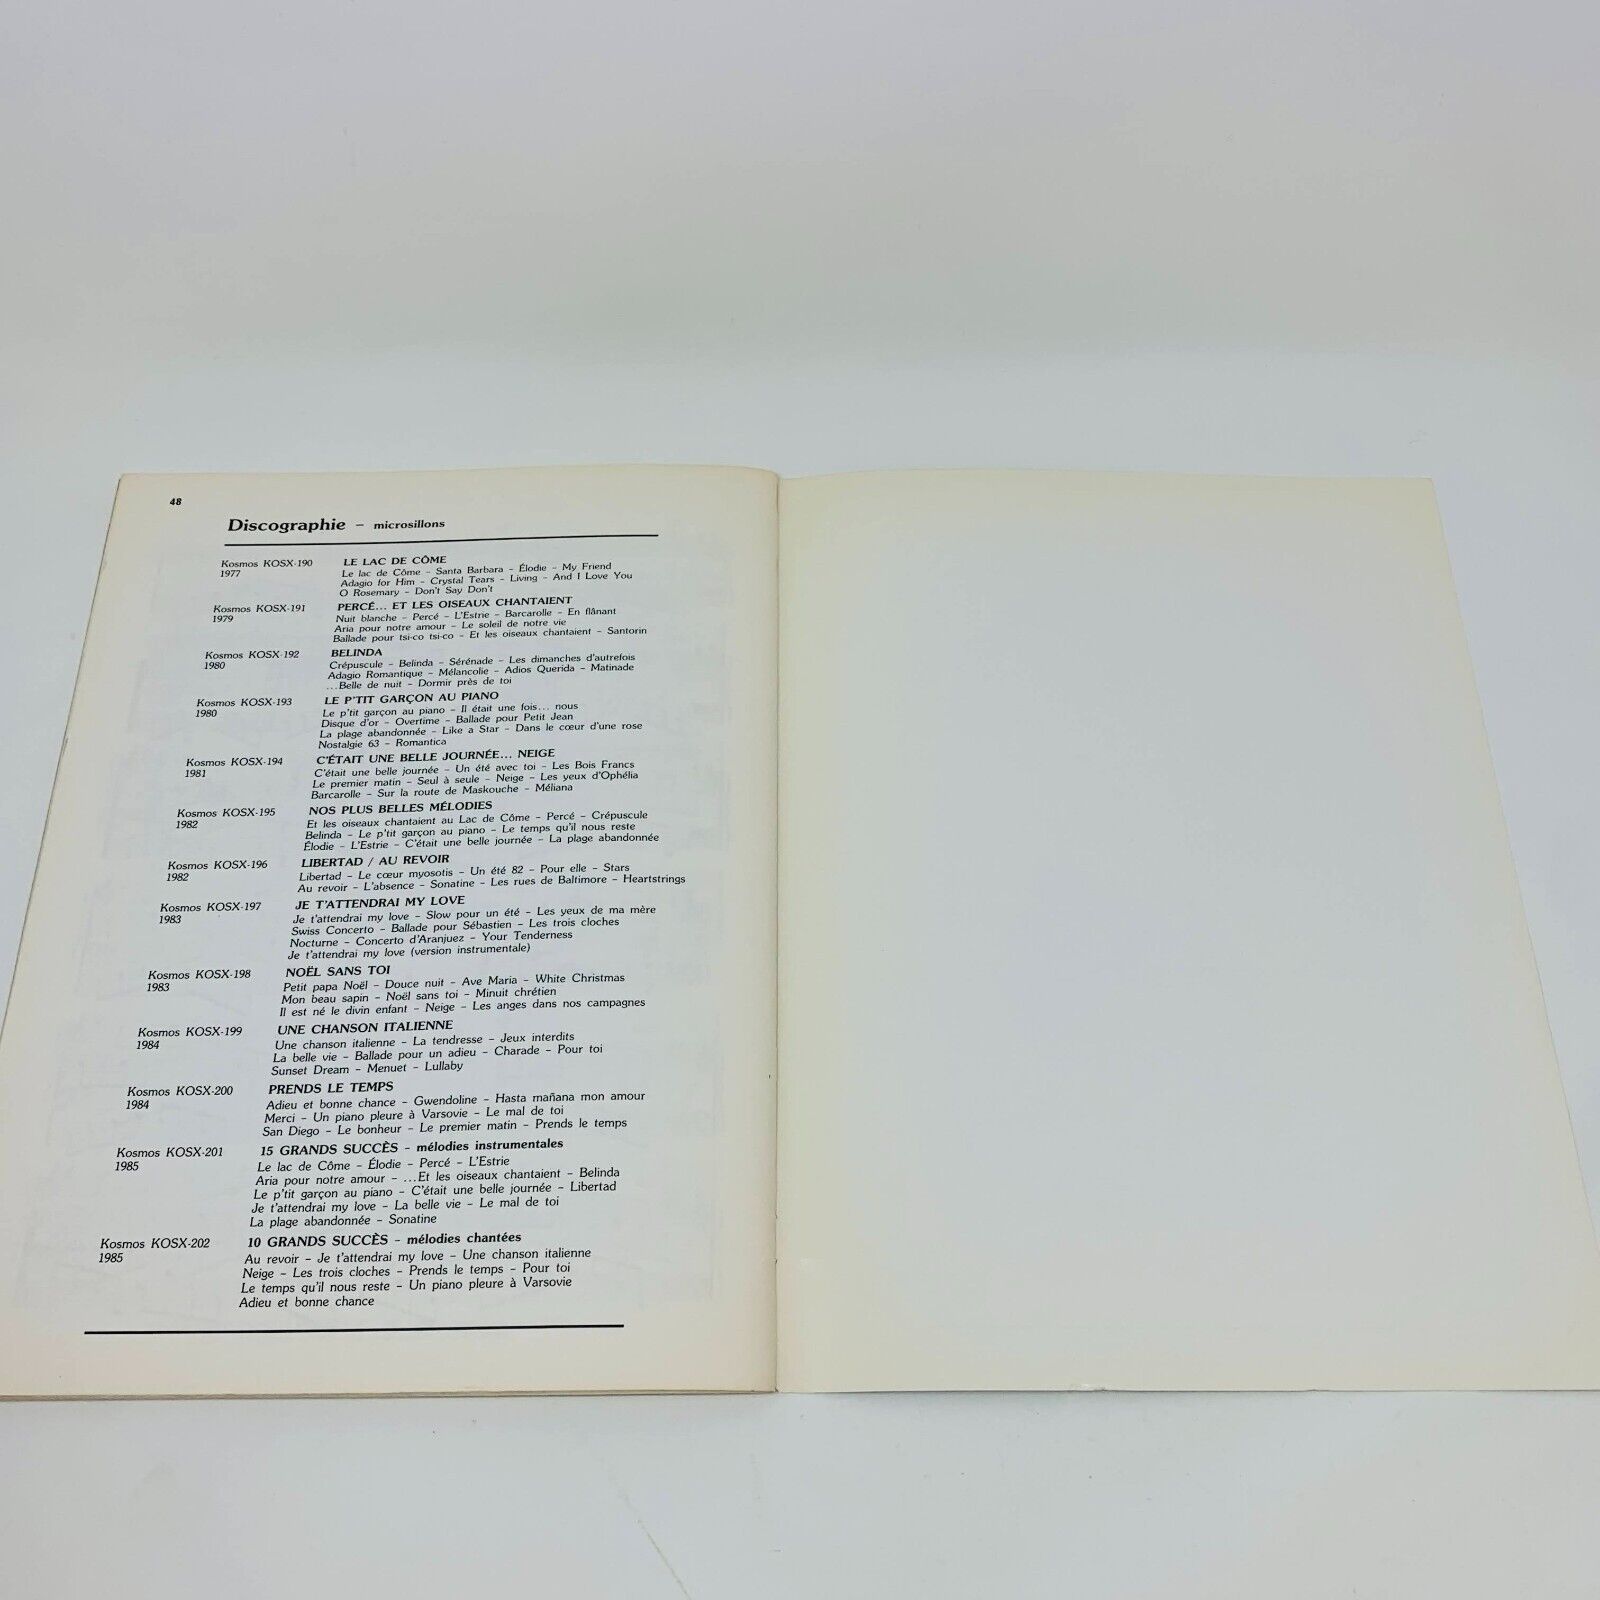 48
Discographie – microsillons
Kosmos KOSX-190 LE LAC DE CÔME
1977 Le lac de Côme – Santa Barbara – Élodie – My Friend
Adagio for Him – Crystal Tears – Living – And I Love You
O Rosemary – Don't Say Don't
Kosmos KOSX-191 PERCÉ... ET LES OISEAUX CHANTAIENT
1979 Nuit blanche – Percé – L'Estrie – Barcarolle – En flânant
Aria pour notre amour – Le soleil de notre vie
Ballade pour tsi-co tsi-co – Et les oiseaux chantaient – Santorin
Kosmos KOSX-192 BELINDA
1980 Crépuscule – Belinda – Sérénade – Les dimanches d'autrefois
Adagio Romantique – Mélancolie – Adios Querida – Matinade
...Belle de nuit – Dormir près de toi
Kosmos KOSX-193 LE P'TIT GARÇON AU PIANO
1980 Le p'tit garçon au piano – Il était une fois... nous
Disque d'or – Overtime – Ballade pour Petit Jean
La plage abandonnée – Like a Star – Dans le cœur d'une rose
Nostalgie 63 – Romantica
Kosmos KOSX-194 C'ÉTAIT UNE BELLE JOURNÉE... NEIGE
1981 C'était une belle journée – Un été avec toi – Les Bois Francs
Le premier matin – Seul à seule – Neige – Les yeux d'Ophélia
Barcarolle – Sur la route de Maskouche – Méliana
Kosmos KOSX-195 NOS PLUS BELLES MÉLODIES
1982 Et les oiseaux chantaient au Lac de Côme – Percé – Crépuscule
Belinda – Le p'tit garçon au piano – Le temps qu'il nous reste
Élodie – L'Estrie – C'était une belle journée – La plage abandonnée
Kosmos KOSX-196 LIBERTAD / AU REVOIR
1982 Libertad – Le cœur myosotis – Un été 82 – Pour elle – Stars
Au revoir – L'absence – Sonatine – Les rues de Baltimore – Heartstrings
Kosmos KOSX-197 JE T'ATTENDRAI MY LOVE
1983 Je t'attendrai my love – Slow pour un été – Les yeux de ma mère
Swiss Concerto – Ballade pour Sébastien – Les trois cloches
Nocturne – Concerto d'Aranjuez – Your Tenderness
Je t'attendrai my love (version instrumentale)
Kosmos KOSX-198 NOËL SANS TOI
1983 Petit papa Noël – Douce nuit – Ave Maria – White Christmas
Mon beau sapin – Noël sans toi – Minuit chrétien
Il est né le divin enfant – Neige – Les anges dans nos campagnes
Kosmos KOSX-199 UNE CHANSON ITALIENNE
1984 Une chanson italienne – La tendresse – Jeux interdits
La belle vie – Ballade pour un adieu – Charade – Pour toi
Sunset Dream – Menuet – Lullaby
Kosmos KOSX-200 PRENDS LE TEMPS
1984 Adieu et bonne chance – Gwendoline – Hasta mañana mon amour
Merci – Un piano pleure à Varsovie – Le mal de toi
San Diego – Le bonheur – Le premier matin – Prends le temps
Kosmos KOSX-201 15 GRANDS SUCCÈS – mélodies instrumentales
1985 Le lac de Côme – Élodie – Percé – L'Estrie
Aria pour notre amour – ...Et les oiseaux chantaient – Belinda
Le p'tit garçon au piano – C'était une belle journée – Libertad
Je t'attendrai my love – La belle vie – Le mal de toi
La plage abandonnée – Sonatine
Kosmos KOSX-202 10 GRANDS SUCCÈS – mélodies chantées
1985 Au revoir – Je t'attendrai my love – Une chanson italienne
Neige – Les trois cloches – Prends le temps – Pour toi
Le temps qu'il nous reste – Un piano pleure à Varsovie
Adieu et bonne chance